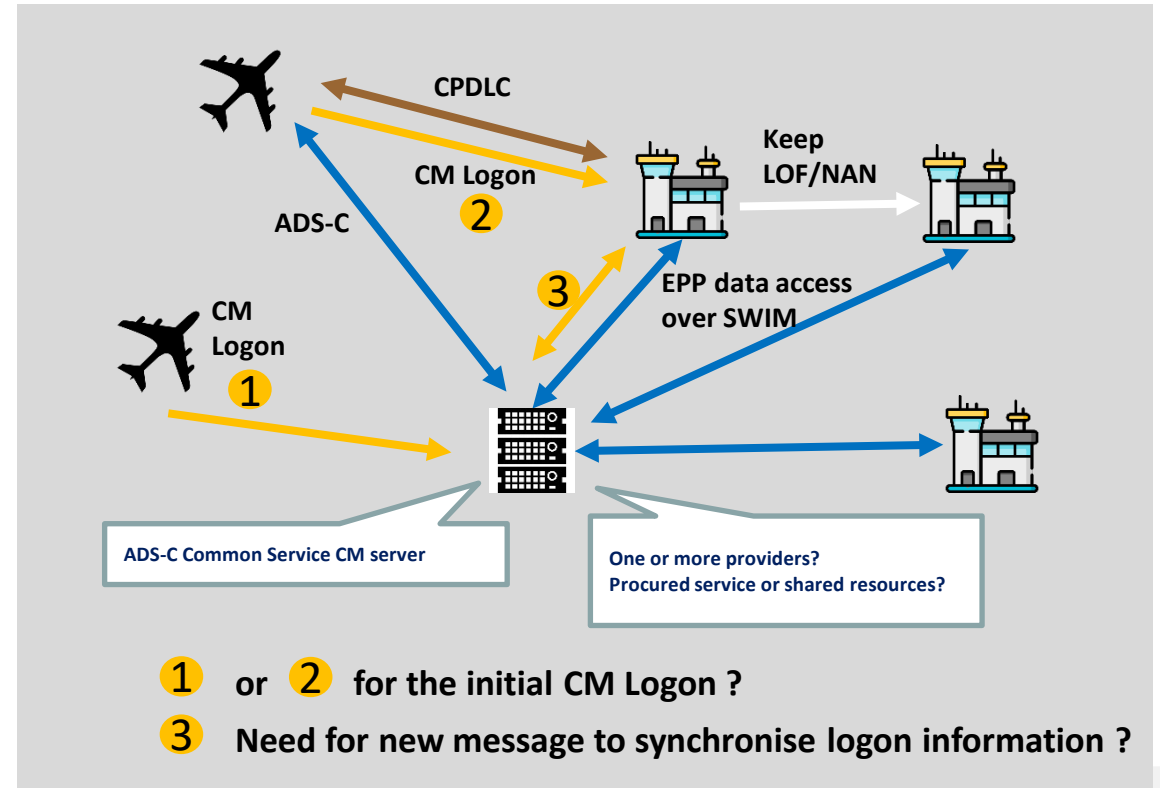 CPDLC
Keep
LOF/NAN
CM Logon
2
ADS-C
3
EPP data access
over SWIM
CM
Logon
1
ADS-C Common Service CM server
One or more providers?
Procured service or shared resources?
1 or 2 for the initial CM Logon ?
3 Need for new message to synchronise logon information ?